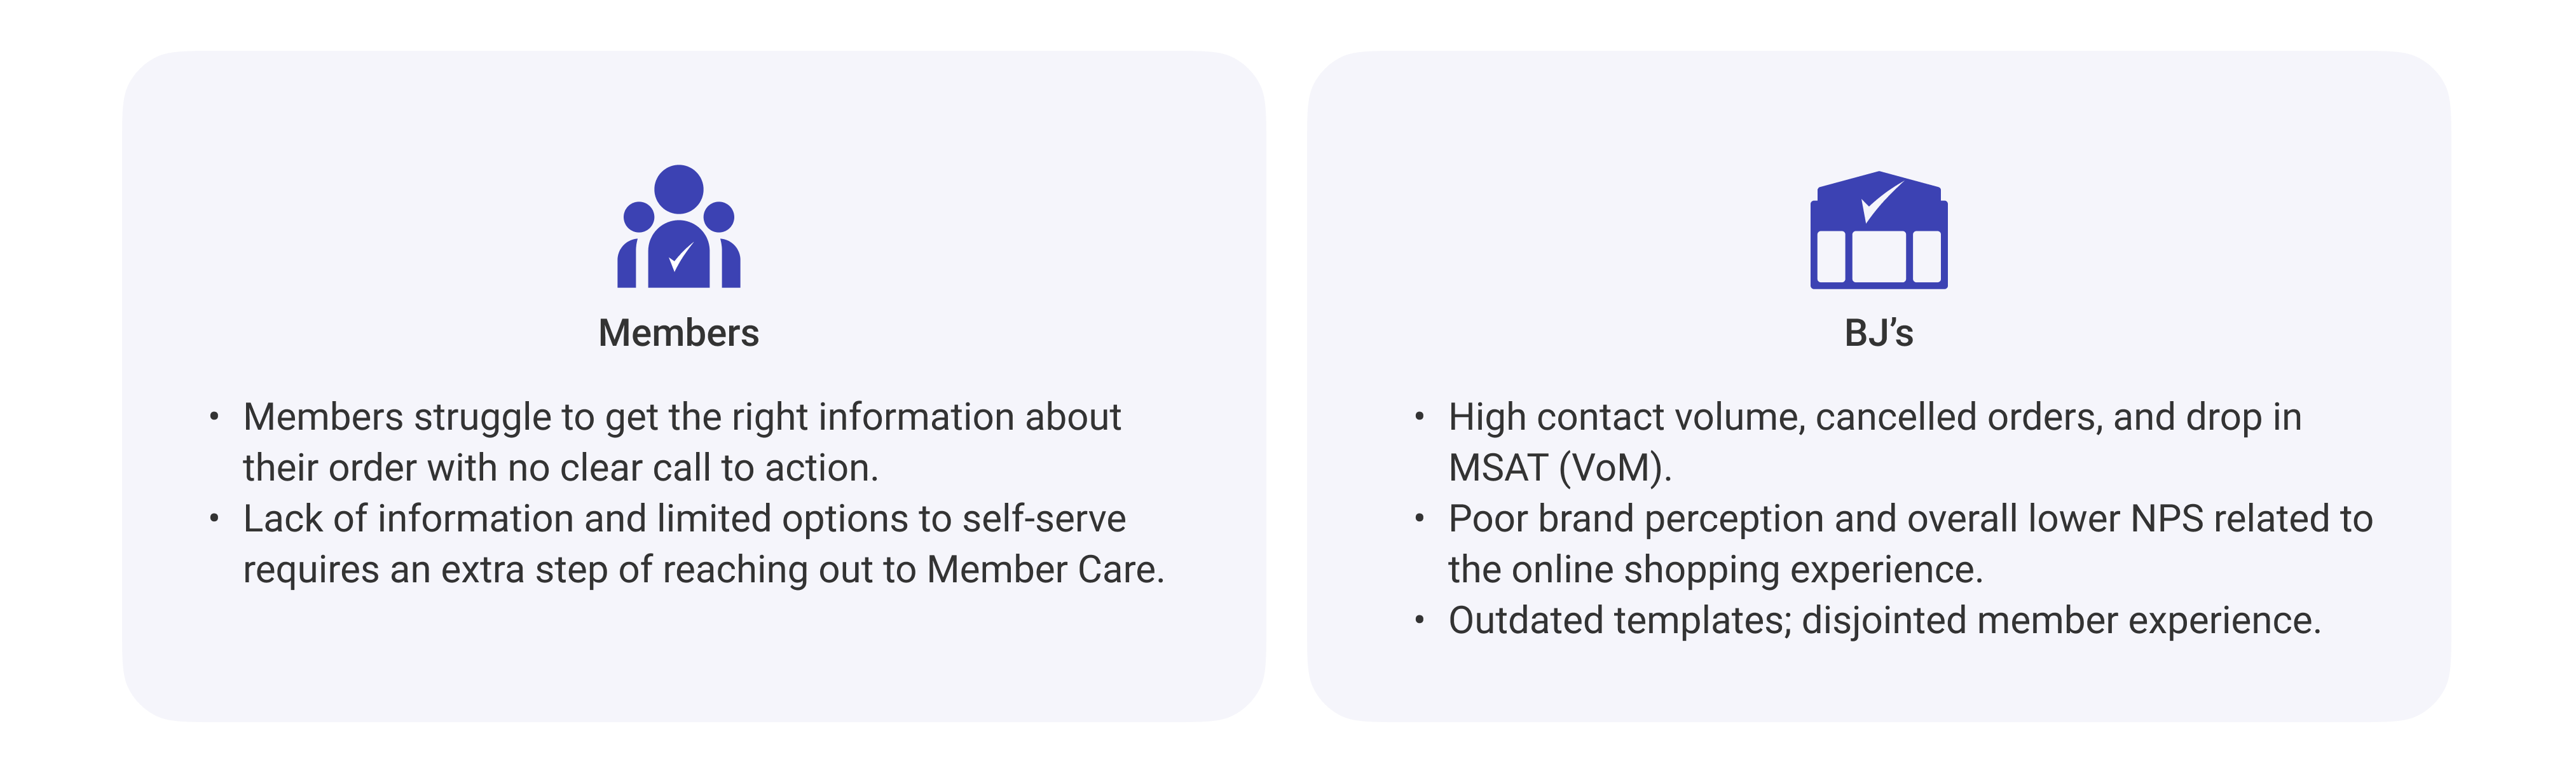 Members
• Members struggle to get the right information about
their order with no clear call to action.
• Lack of information and limited options to self-serve
requires an extra step of reaching out to Member Care.
BJ’s
• High contact volume, cancelled orders, and drop in
MSAT (VoM).
• Poor brand perception and overall lower NPS related to
the online shopping experience.
• Outdated templates; disjointed member experience.